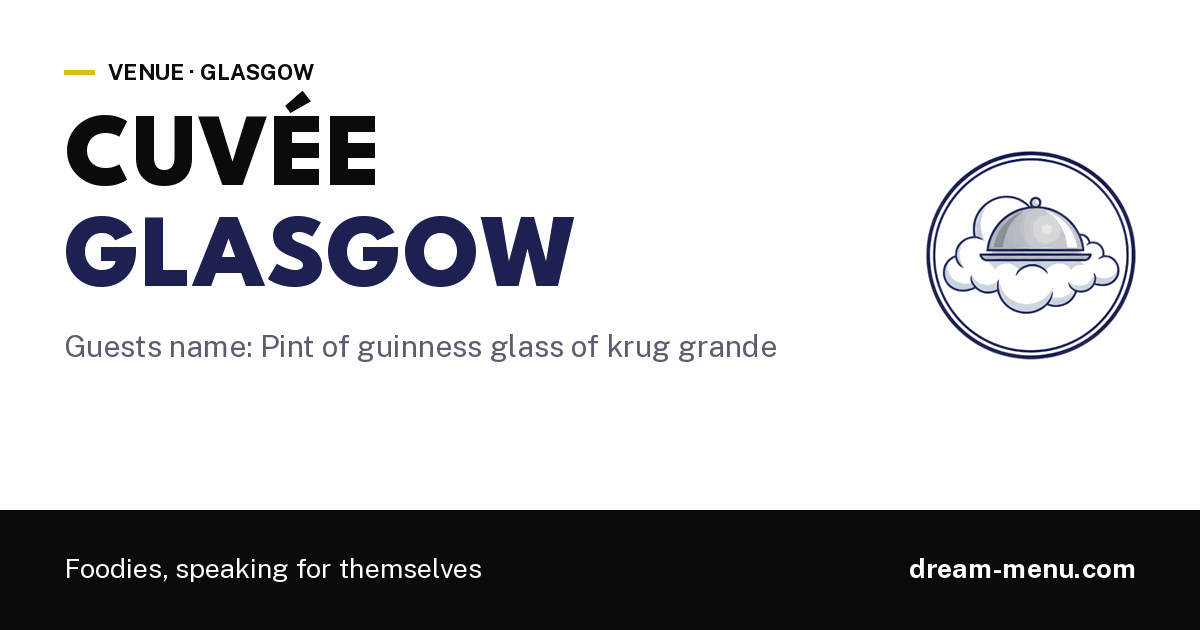 VENUE · GLASGOW
CUVÉE
GLASGOW
Guests name: Pint of guinness glass of krug grande
Foodies, speaking for themselves
dream-menu.com